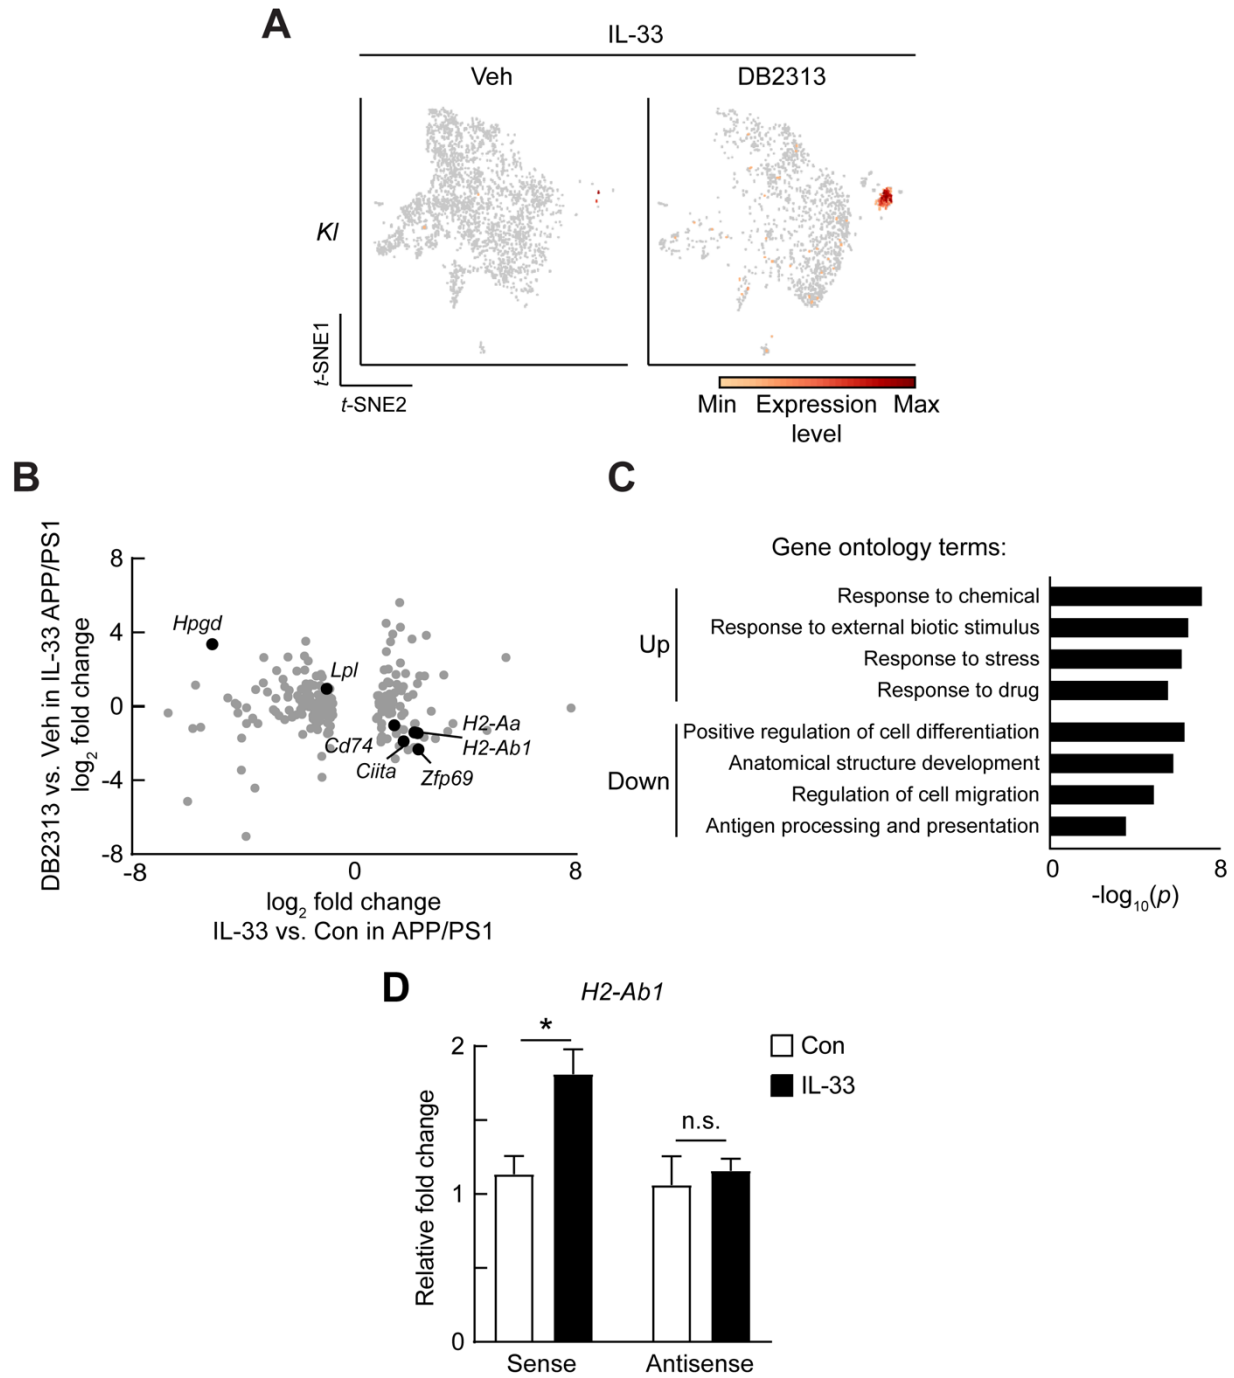 A
IL-33
Veh
DB2313
Kl
t-SNE1
t-SNE2
Min Expression Max
level
B
DB2313 vs. Veh in IL-33 APP/PS1
log2 fold change
8
4
0
-4
-8
Hpgd
Lpl
H2-Aa
Cd74
H2-Ab1
Ciita
Zfp69
-8
0
8
log2 fold change
IL-33 vs. Con in APP/PS1
C
Gene ontology terms:
Up
Response to chemical
Response to external biotic stimulus
Response to stress
Response to drug
Down
Positive regulation of cell differentiation
Anatomical structure development
Regulation of cell migration
Antigen processing and presentation
0
8
-log10(p)
D
H2-Ab1
Relative fold change
2
1
0
*
n.s.
Con
IL-33
Sense
Antisense